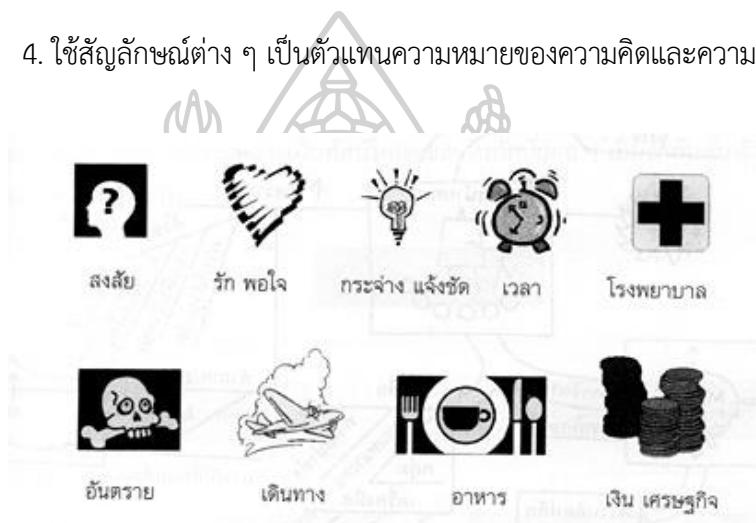 4. ใช้สัญลักษณ์ต่าง ๆ เป็นตัวแทนความหมายของความคิดและความ
?
สงสัย รัก พอใจ กระจ่าง แจ้งชัด เวลา โรงพยาบาล
อันตราย เดินทาง อาหาร เงิน เศรษฐกิจ